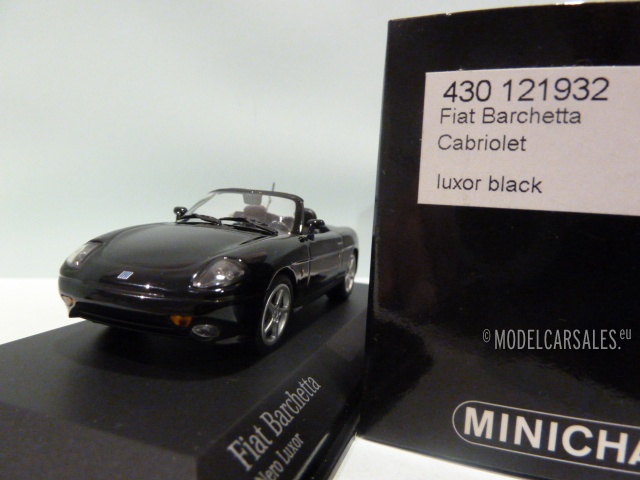 430 121932
Fiat Barchetta
Cabriolet
luxor black
© MODELCARSALES.eu
MINICHA
Fiat Barchetta
Nero Luxor